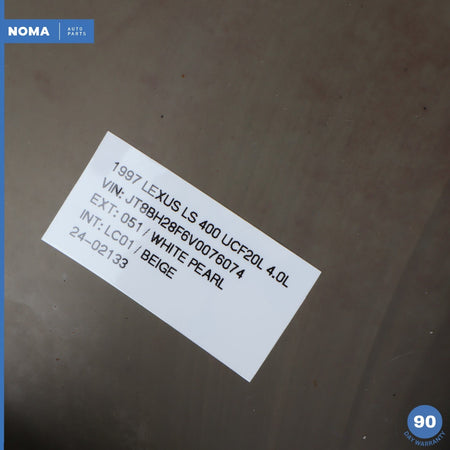 NOMA
AUTO
PARTS
1997 LEXUS LS 400 UCF20L 4.0L
VIN: JT8BH28F6V0076074
EXT: 051 / WHITE PEARL
INT: LC01 / BEIGE
24-02133
90
DAY WARRANTY